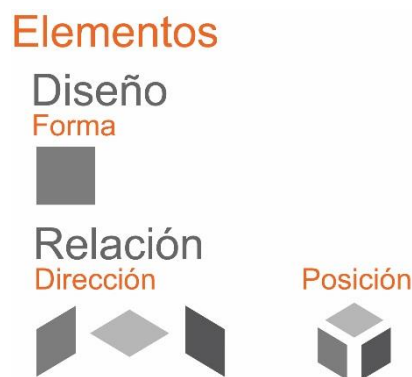 Elementos
Diseño
Forma
Relación
Dirección
Posición